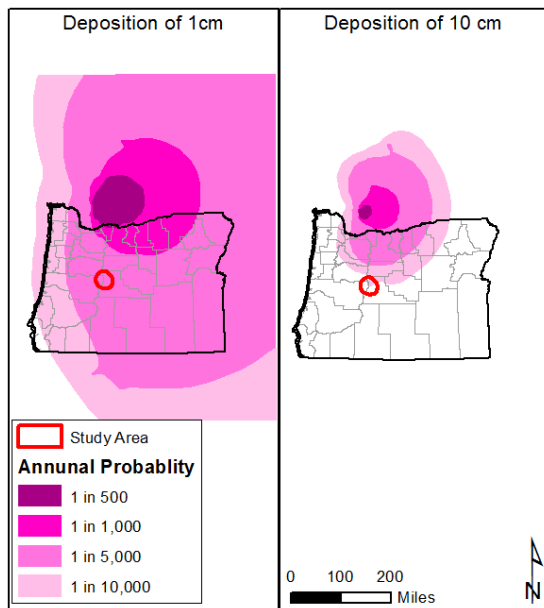 Deposition of 1cm
Deposition of 10 cm
Study Area
Annunal Probablity
1 in 500
1 in 1,000
1 in 5,000
1 in 10,000
0 100 200
Miles
N